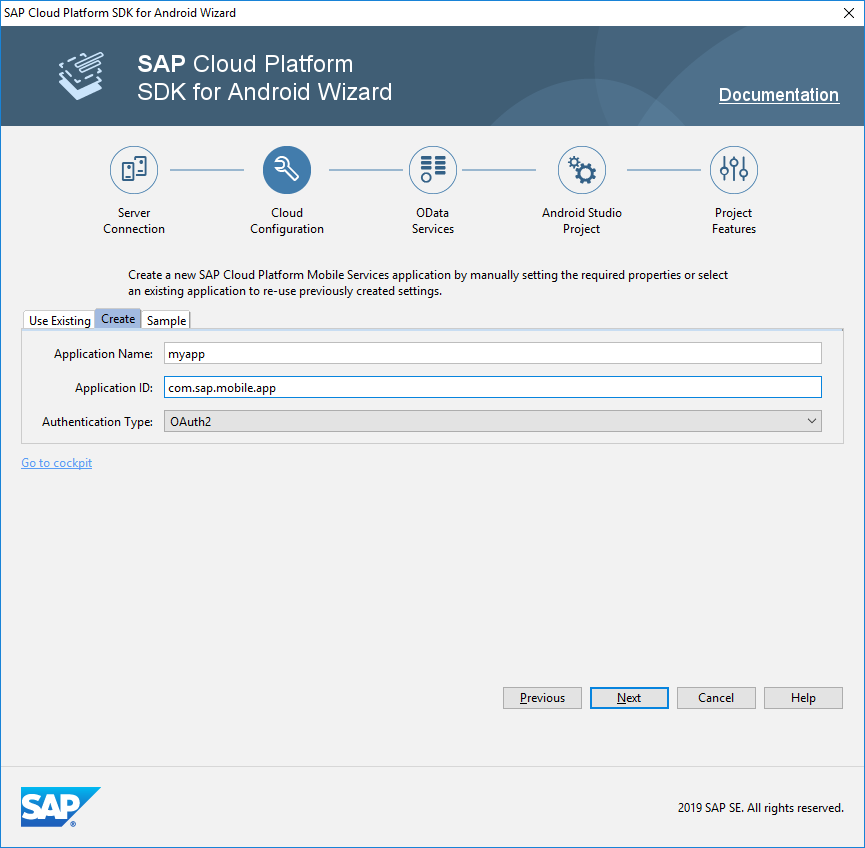 SAP Cloud Platform SDK for Android Wizard
SAP Cloud Platform
SDK for Android Wizard
Documentation
Server
Connection
Cloud
Configuration
OData
Services
Android Studio
Project
Project
Features
Create a new SAP Cloud Platform Mobile Services application by manually setting the required properties or select
an existing application to re-use previously created settings.
Use Existing
Create
Sample
Application Name: myapp
Application ID: com.sap.mobile.app
Authentication Type: OAuth2
Go to cockpit
Previous
Next
Cancel
Help
SAP®
2019 SAP SE. All rights reserved.